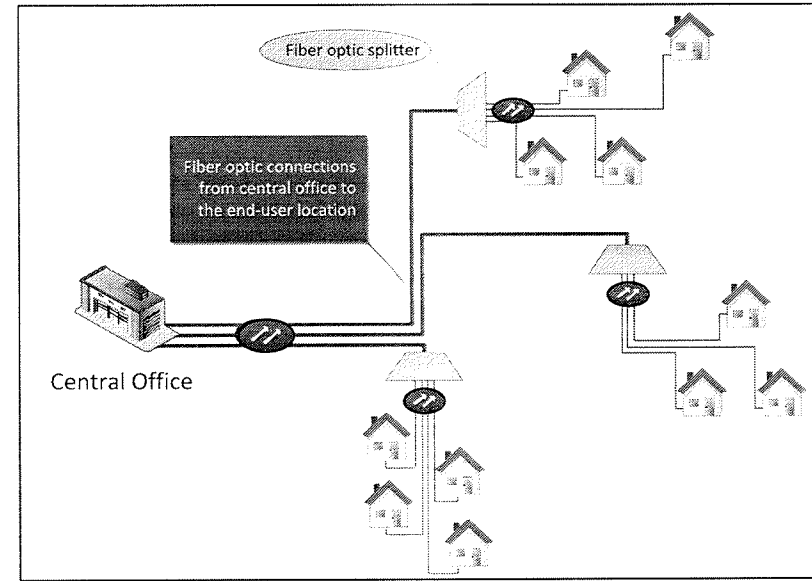 Fiber optic splitter
Fiber optic connections
from central office to
the end-user location
Central Office